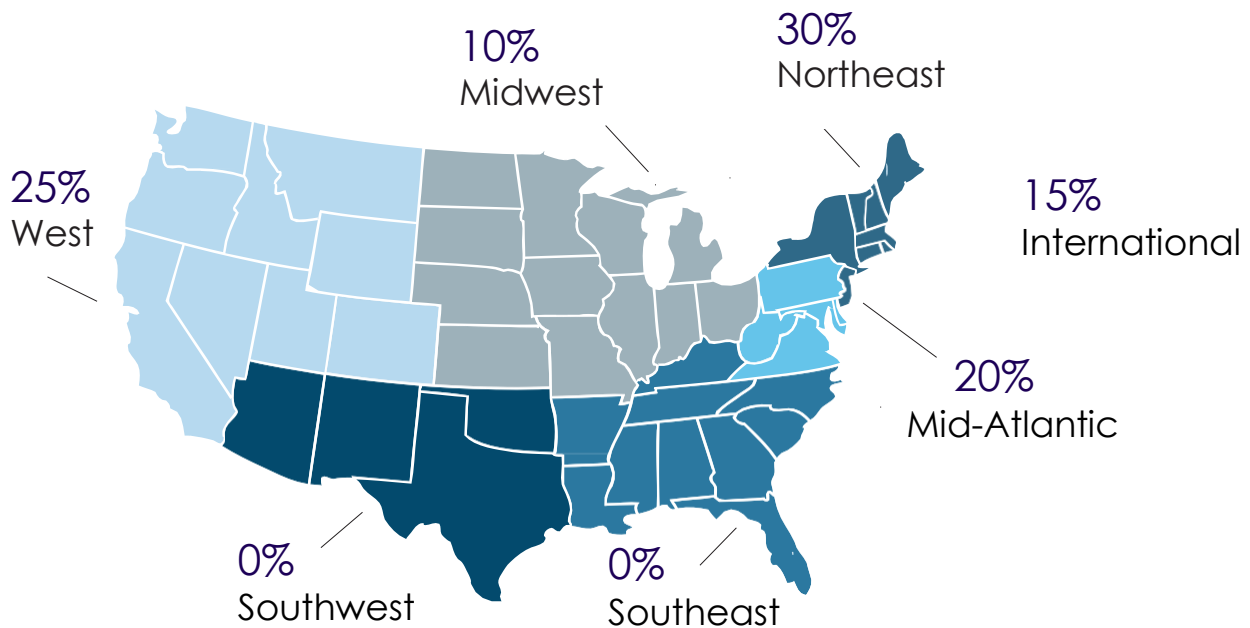 30%
Northeast
10%
Midwest
25%
West
15%
International
20%
Mid-Atlantic
0%
Southwest
0%
Southeast